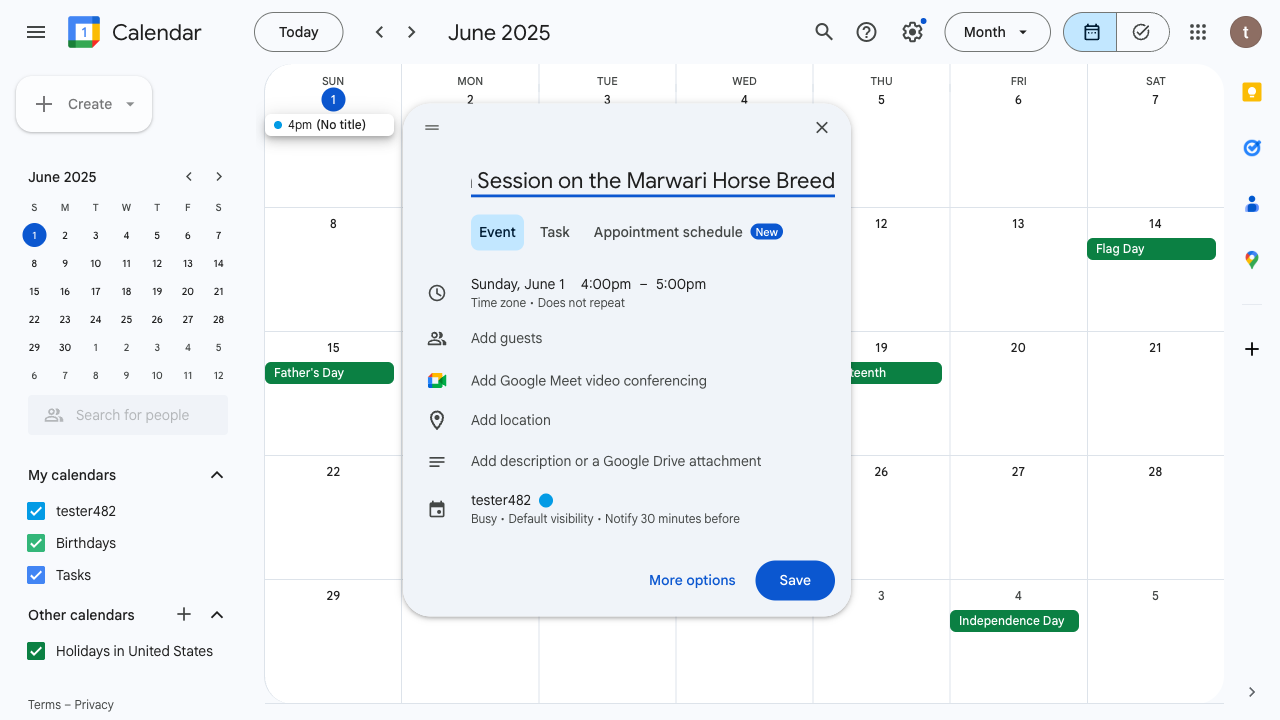 Calendar
Today
June 2025
Month
t
Create
June 2025
S M T W T F S
1 2 3 4 5 6 7
8 9 10 11 12 13 14
15 16 17 18 19 20 21
22 23 24 25 26 27 28
29 30 1 2 3 4 5
6 7 8 9 10 11 12
Search for people
My calendars
tester482
Birthdays
Tasks
Other calendars
Holidays in United States
Terms – Privacy
SUN MON TUE WED THU FRI SAT
1 2 3 4 5 6 7
4pm (No title)
8 12 13 14
Flag Day
15 19 20 21
Father's Day
teenth
22 26 27 28
29 3 4 5
Independence Day
Session on the Marwari Horse Breed
Event Task Appointment schedule New
Sunday, June 1 4:00pm – 5:00pm
Time zone • Does not repeat
Add guests
Add Google Meet video conferencing
Add location
Add description or a Google Drive attachment
tester482
Busy • Default visibility • Notify 30 minutes before
More options
Save